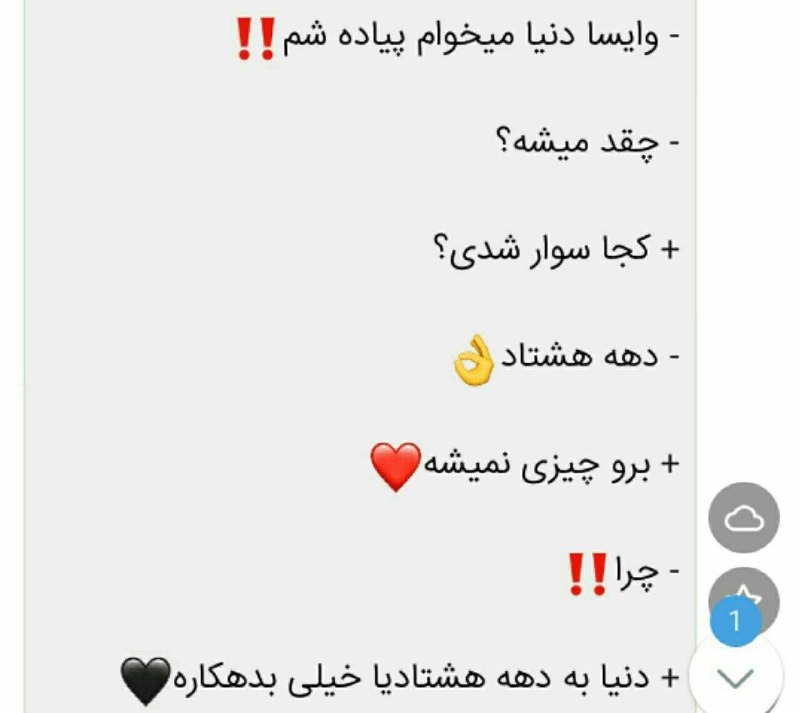 - وایسا دنیا میخوام پیاده شم‼️
- چقد میشه؟
+ کجا سوار شدی؟
- دهه هشتاد👌
+ برو چیزی نمیشه❤️
- چرا‼️
+ دنیا به دهه هشتادیا خیلی بدهکاره🖤
1